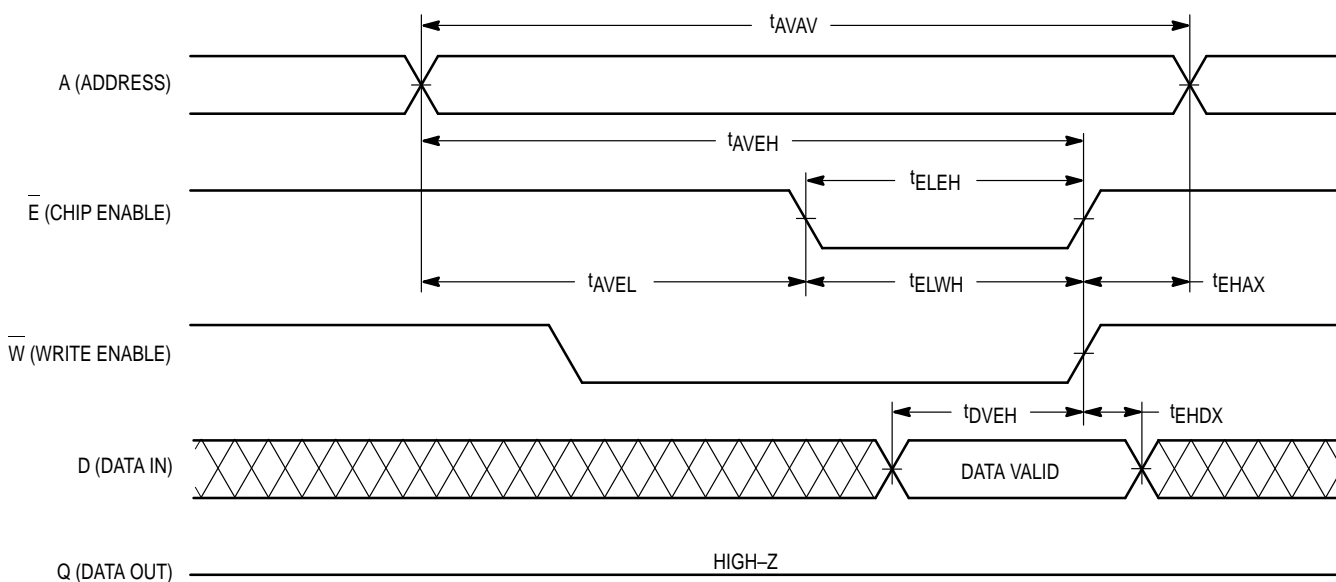 tAVAV
A (ADDRESS)
tAVEH
tELEH
E (CHIP ENABLE)
tAVEL
tELWH
tEHAX
W (WRITE ENABLE)
tDVEH
tEHDX
D (DATA IN)
DATA VALID
HIGH–Z
Q (DATA OUT)